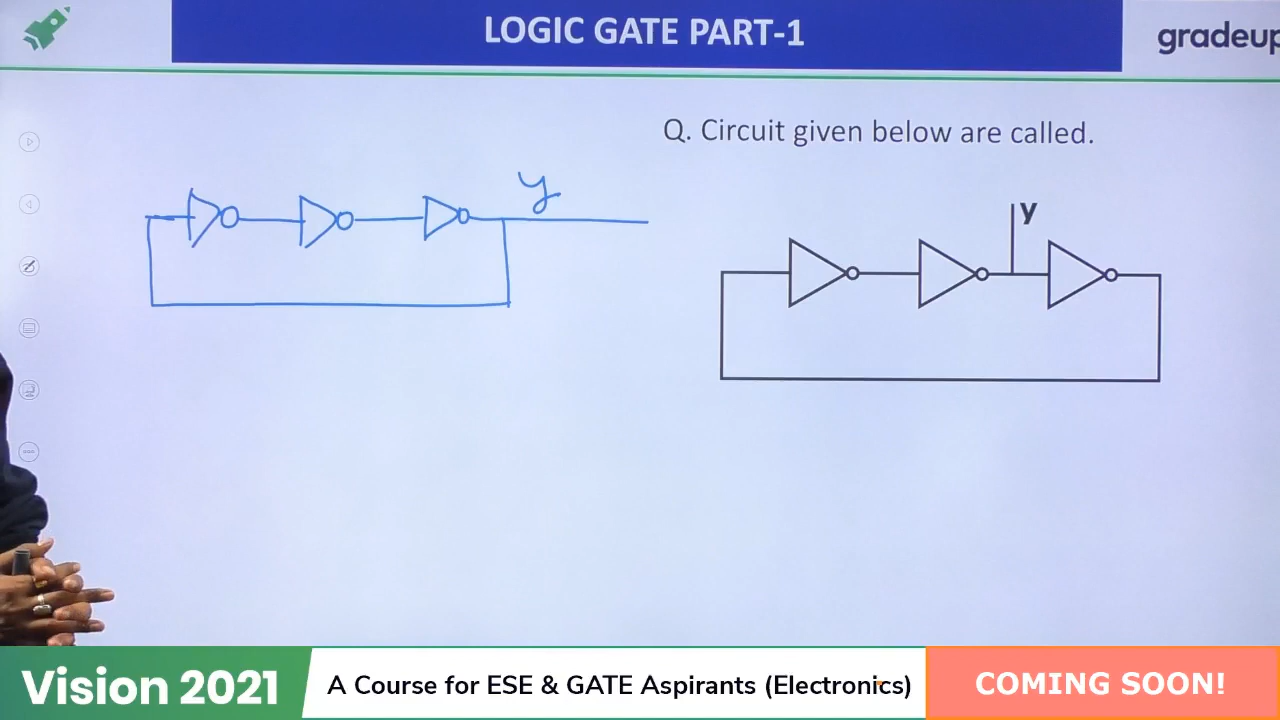 LOGIC GATE PART-1
gradeup
Q. Circuit given below are called.
y
y
Vision 2021
A Course for ESE & GATE Aspirants (Electronics)
COMING SOON!